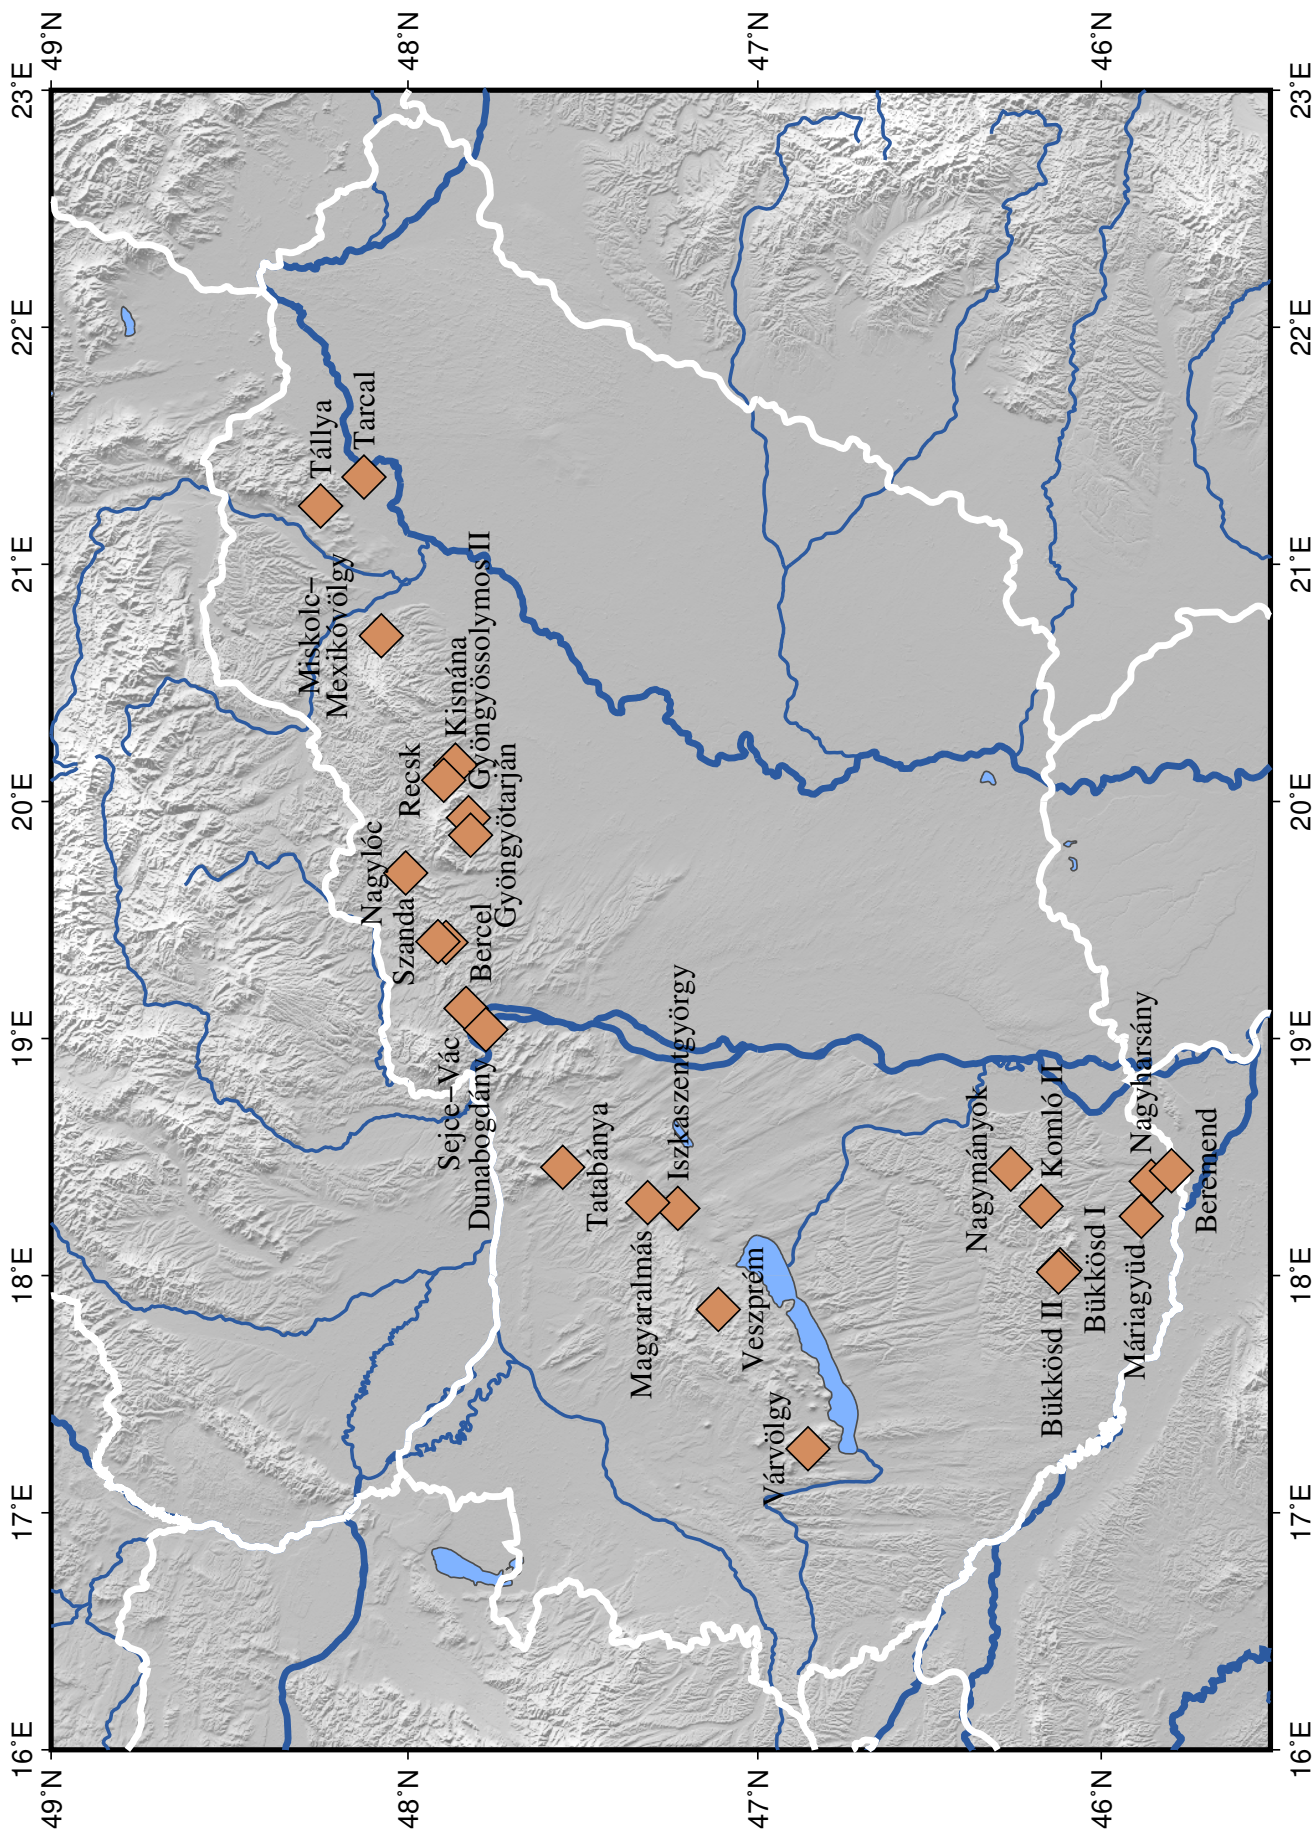 16˚E
17˚E
18˚E
19˚E
20˚E
21˚E
22˚E
23˚E
49˚N
48˚N
47˚N
46˚N
49˚N
48˚N
47˚N
46˚N
16˚E
17˚E
18˚E
19˚E
20˚E
21˚E
22˚E
23˚E
Tállya
Tarcal
Miskolc−
Mexikóvölgy
Kisnána
Gyöngyössolymos II
Recsk
Gyöngyötarján
Nagylóc
Szanda
Bercel
Sejce−Vác
Dunabogdány
Tatabánya
Iszkaszentgyörgy
Magyaralmás
Veszprém
Várvölgy
Nagymányok
Komló II
Nagyharsány
Beremend
Bükkösd I
Bükkösd II
Máriagyüd